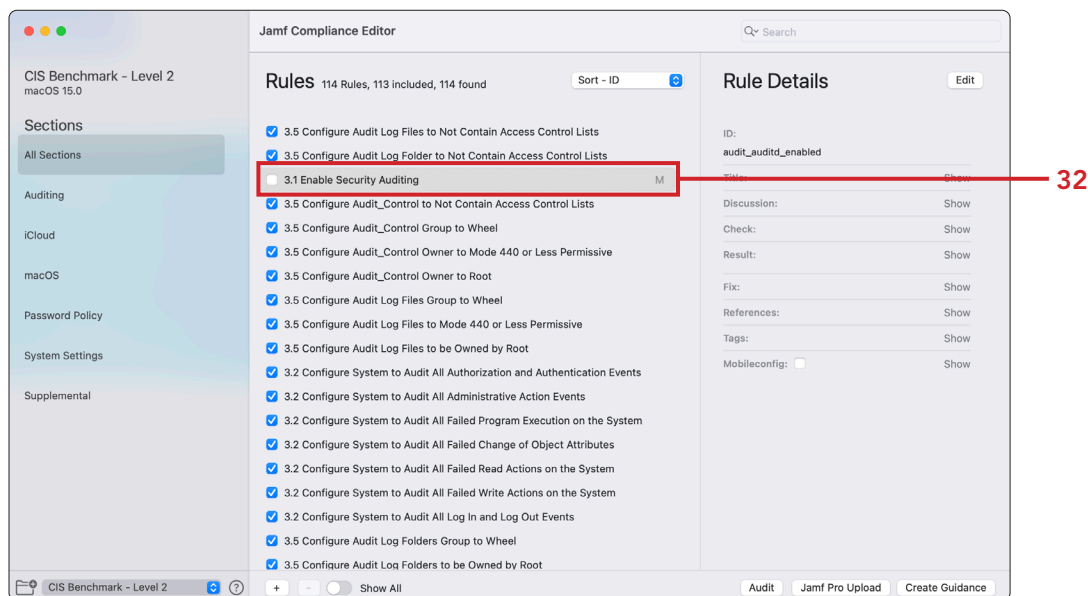 Jamf Compliance Editor
Search
CIS Benchmark - Level 2
macOS 15.0
Sections
All Sections
Auditing
iCloud
macOS
Password Policy
System Settings
Supplemental
CIS Benchmark - Level 2
?
Rules 114 Rules, 113 included, 114 found
Sort - ID
3.5 Configure Audit Log Files to Not Contain Access Control Lists
3.5 Configure Audit Log Folder to Not Contain Access Control Lists
3.1 Enable Security Auditing M
3.5 Configure Audit_Control to Not Contain Access Control Lists
3.5 Configure Audit_Control Group to Wheel
3.5 Configure Audit_Control Owner to Mode 440 or Less Permissive
3.5 Configure Audit_Control Owner to Root
3.5 Configure Audit Log Files Group to Wheel
3.5 Configure Audit Log Files to Mode 440 or Less Permissive
3.5 Configure Audit Log Files to be Owned by Root
3.2 Configure System to Audit All Authorization and Authentication Events
3.2 Configure System to Audit All Administrative Action Events
3.2 Configure System to Audit All Failed Program Execution on the System
3.2 Configure System to Audit All Failed Change of Object Attributes
3.2 Configure System to Audit All Failed Read Actions on the System
3.2 Configure System to Audit All Failed Write Actions on the System
3.2 Configure System to Audit All Log In and Log Out Events
3.5 Configure Audit Log Folders Group to Wheel
3.5 Configure Audit Log Folders to be Owned by Root
+ - Show All
Rule Details
Edit
ID:
audit_auditd_enabled
Title: Show
Discussion: Show
Check: Show
Result: Show
Fix: Show
References: Show
Tags: Show
Mobileconfig: Show
Audit
Jamf Pro Upload
Create Guidance
32